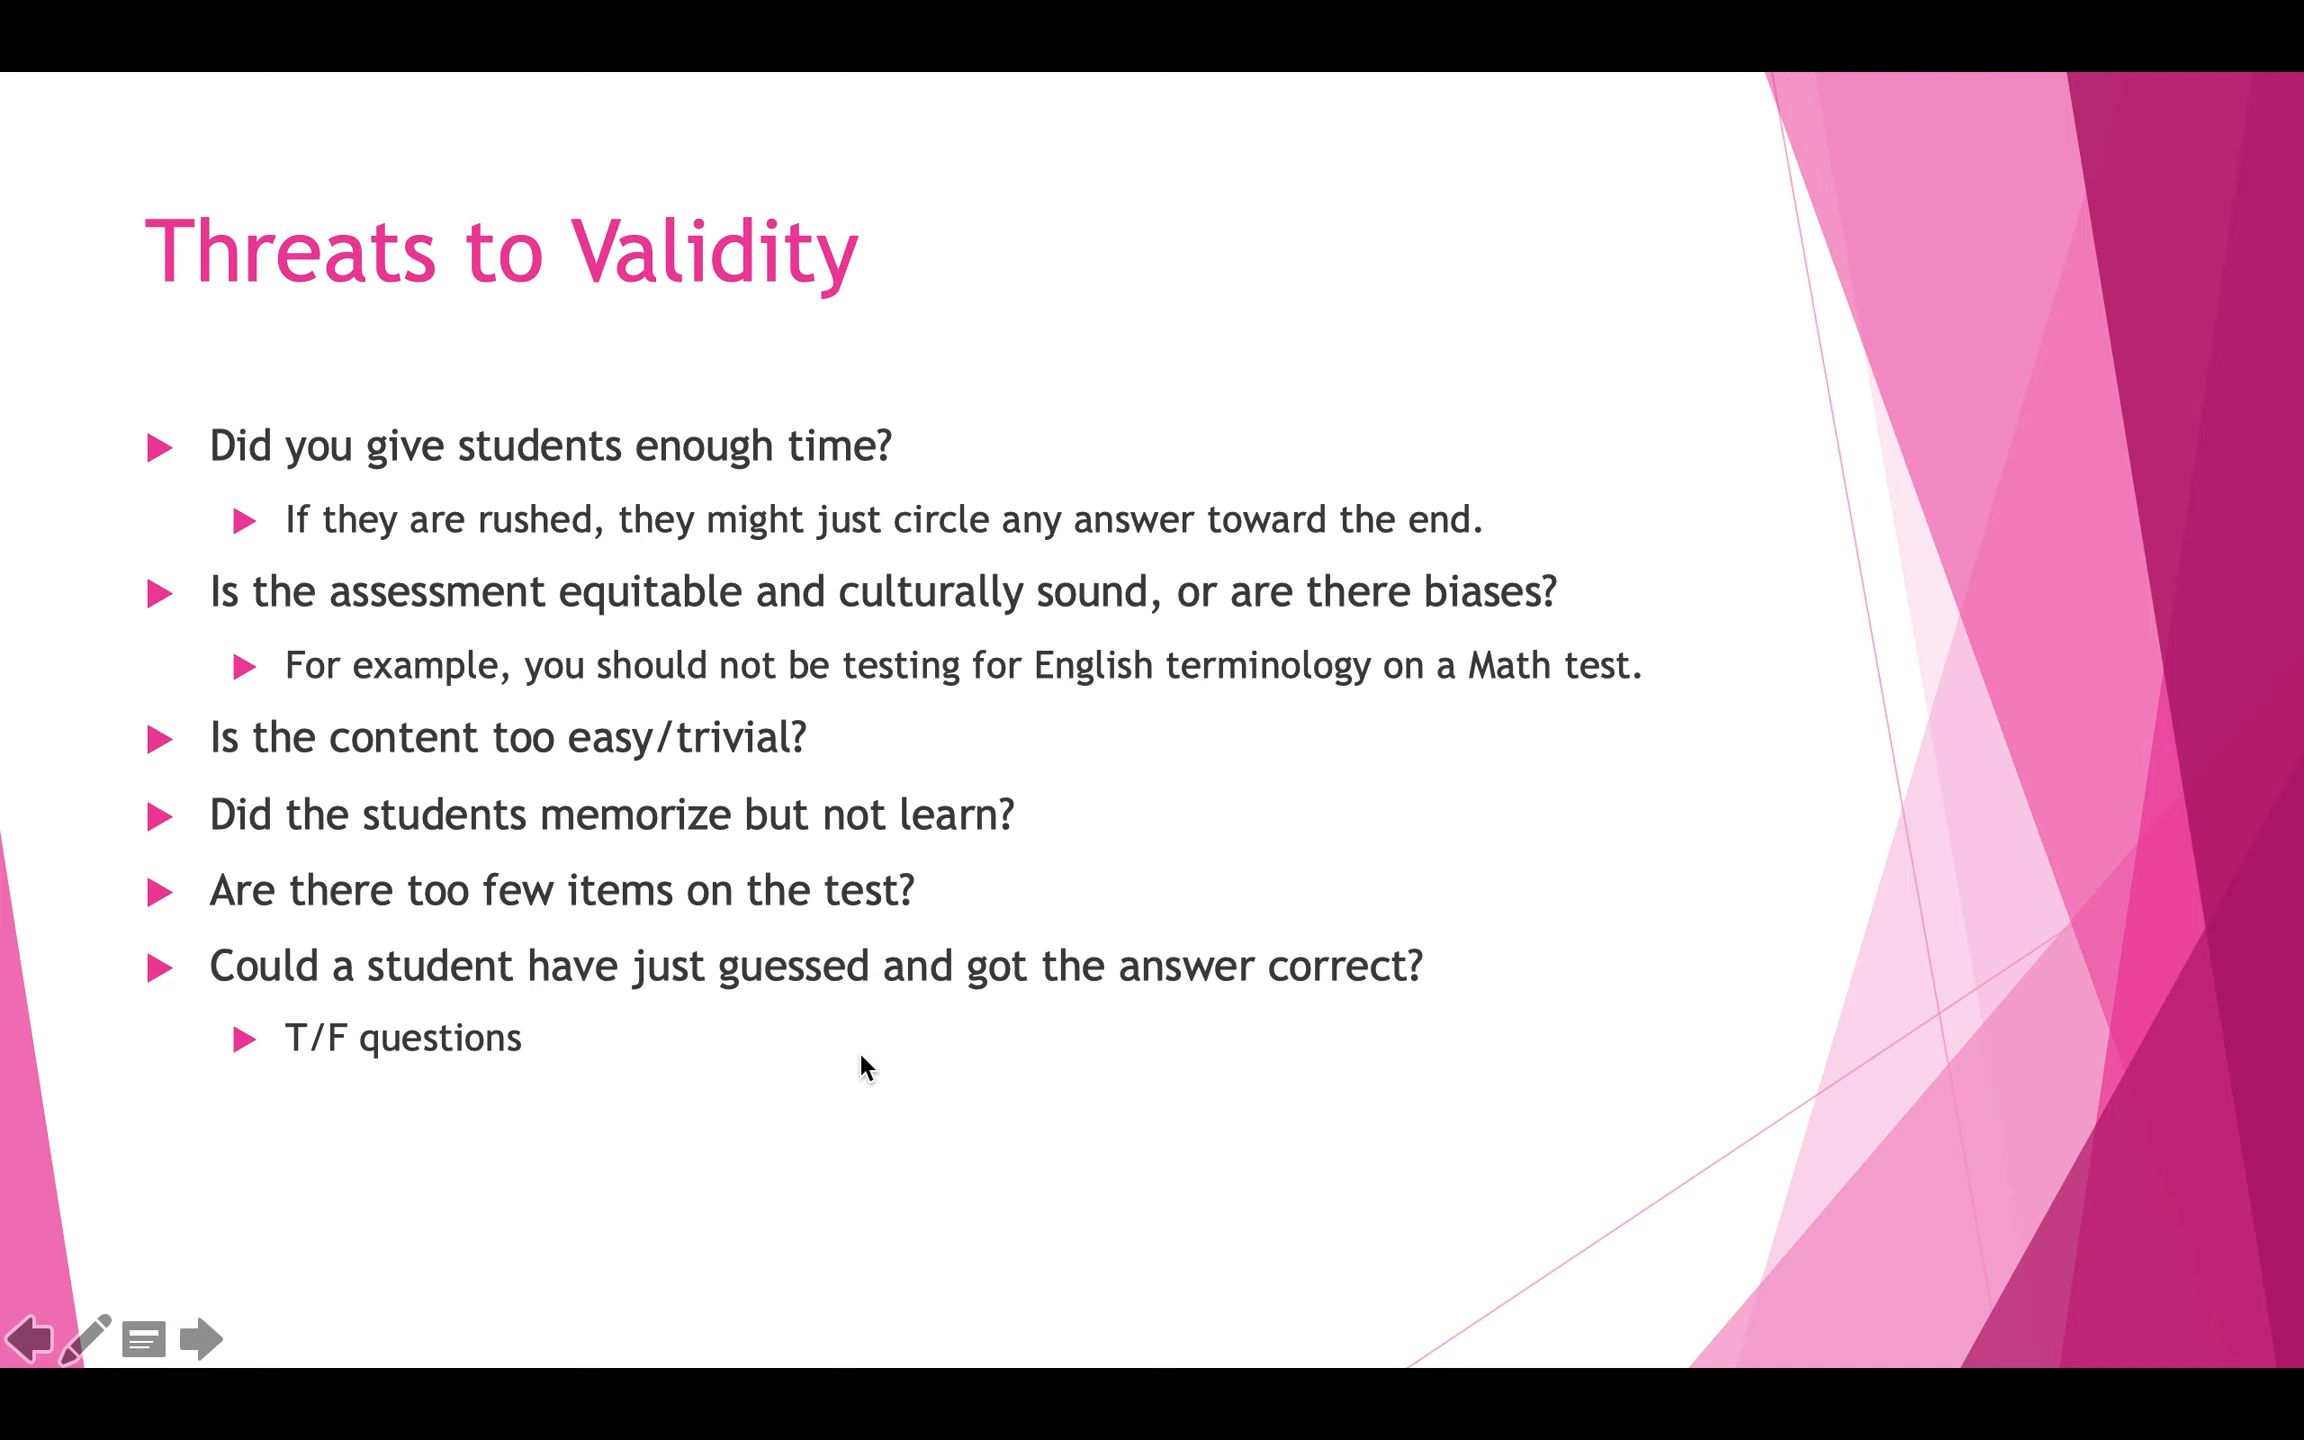 Threats to Validity
Did you give students enough time?
If they are rushed, they might just circle any answer toward the end.
Is the assessment equitable and culturally sound, or are there biases?
For example, you should not be testing for English terminology on a Math test.
Is the content too easy/trivial?
Did the students memorize but not learn?
Are there too few items on the test?
Could a student have just guessed and got the answer correct?
T/F questions